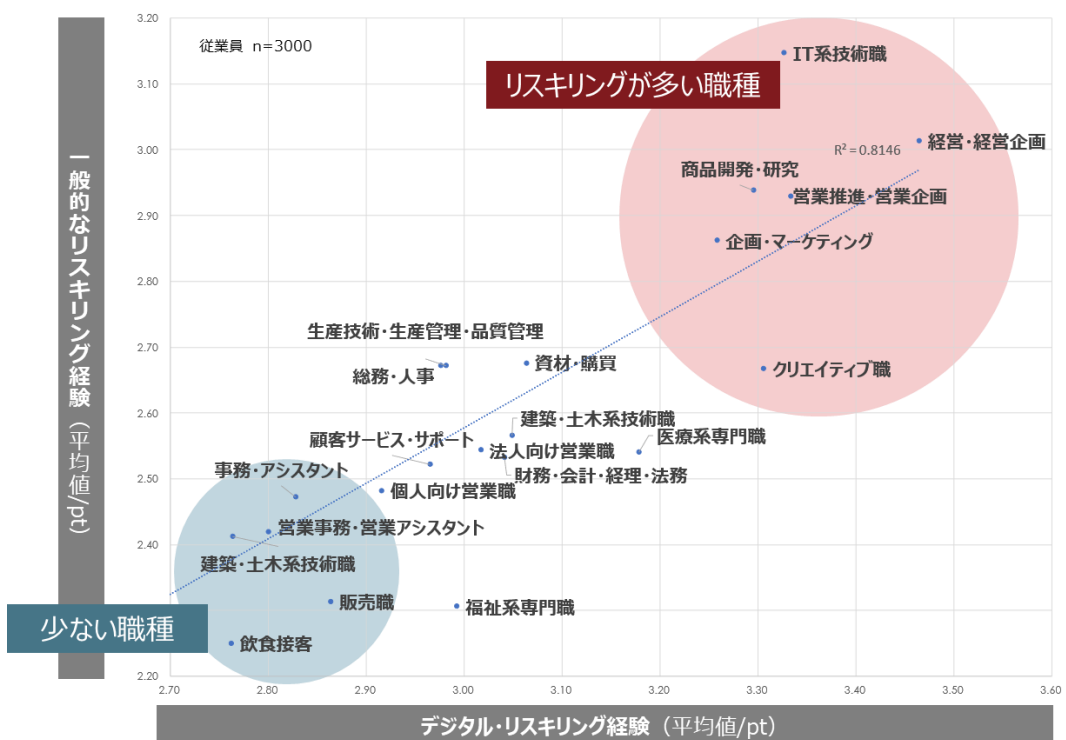 従業員 n=3000
リスキリングが多い職種
IT系技術職
経営・経営企画
R² = 0.8146
商品開発・研究
営業推進・営業企画
企画・マーケティング
クリエイティブ職
生産技術・生産管理・品質管理
資材・購買
総務・人事
建築・土木系技術職
顧客サービス・サポート
法人向け営業職
医療系専門職
事務・アシスタント
財務・会計・経理・法務
個人向け営業職
営業事務・営業アシスタント
建築・土木系技術職
販売職
福祉系専門職
少ない職種
飲食接客
一般的なリスキリング経験（平均値/pt）
3.20
3.10
3.00
2.90
2.80
2.70
2.60
2.50
2.40
2.30
2.20
2.70 2.80 2.90 3.00 3.10 3.20 3.30 3.40 3.50 3.60
デジタル・リスキリング経験（平均値/pt）